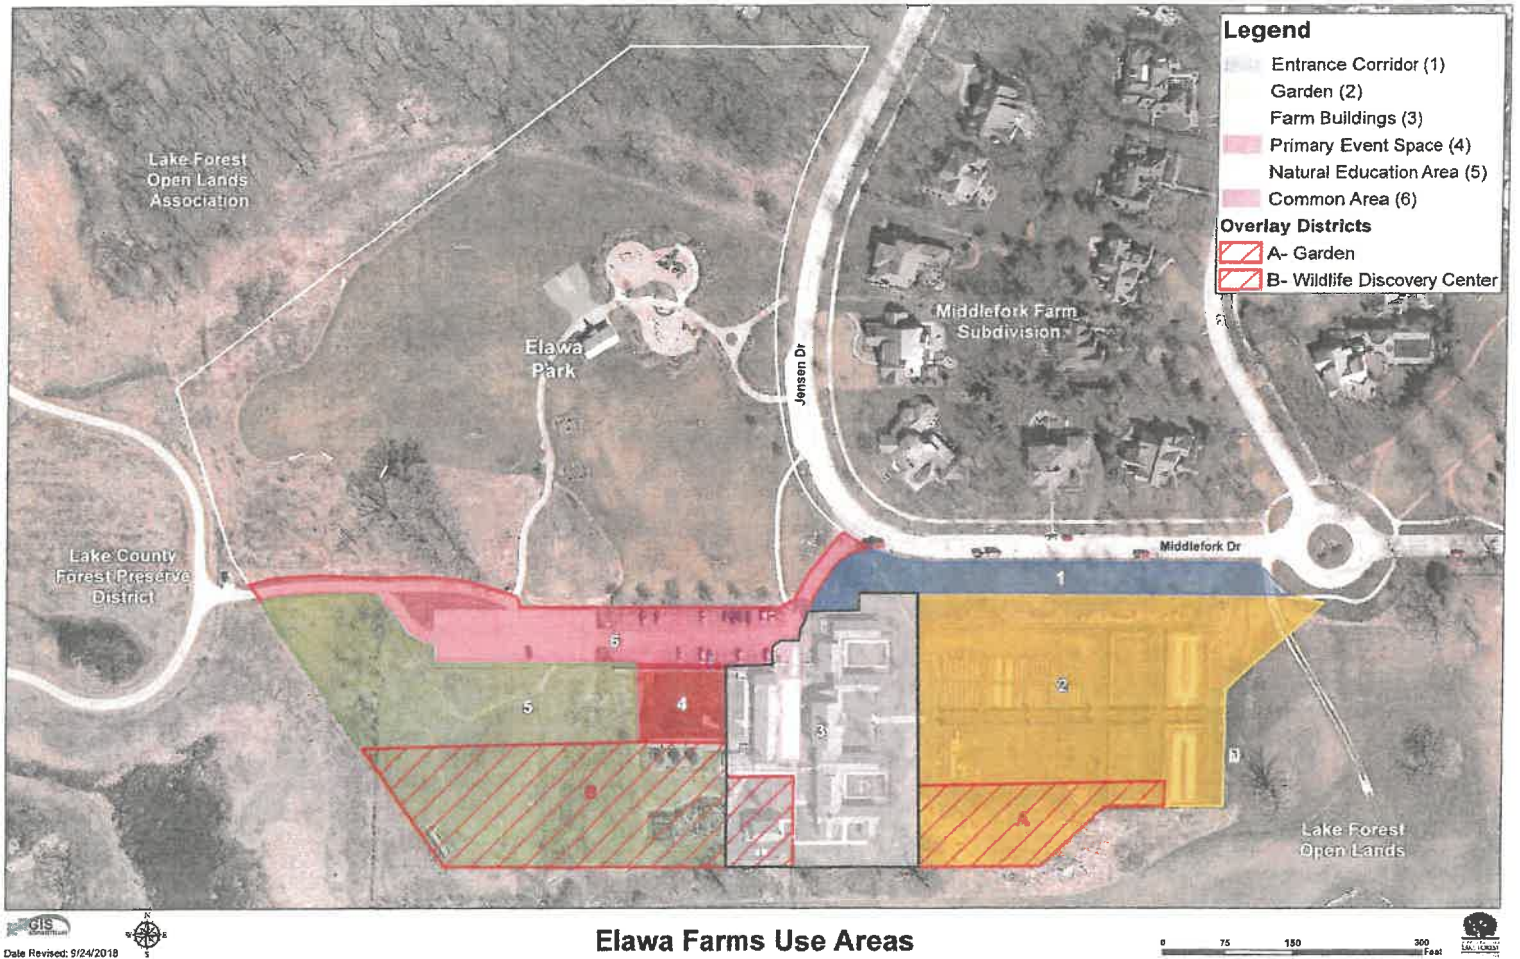 Legend
Entrance Corridor (1)
Garden (2)
Farm Buildings (3)
Primary Event Space (4)
Natural Education Area (5)
Common Area (6)
Overlay Districts
A- Garden
B- Wildlife Discovery Center
Lake Forest
Open Lands
Association
Middlefork Farm
Subdivision
Elawa
Park
Jensen Dr
Lake County
Forest Preserve
District
Middlefork Dr
1
6
2
5
4
3
1
B
A
Lake Forest
Open Lands
GIS
N
W
E
S
Date Revised: 9/24/2018
Elawa Farms Use Areas
0 75 150 300
Feet
LAKE FOREST